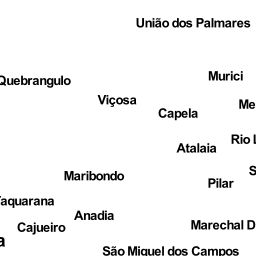 União dos Palmares
Murici
Quebrangulo
Viçosa
Me
Capela
Rio L
Atalaia
S
Maribondo
Pilar
Taquarana
Anadia
Marechal D
Cajueiro
a
São Miguel dos Campos